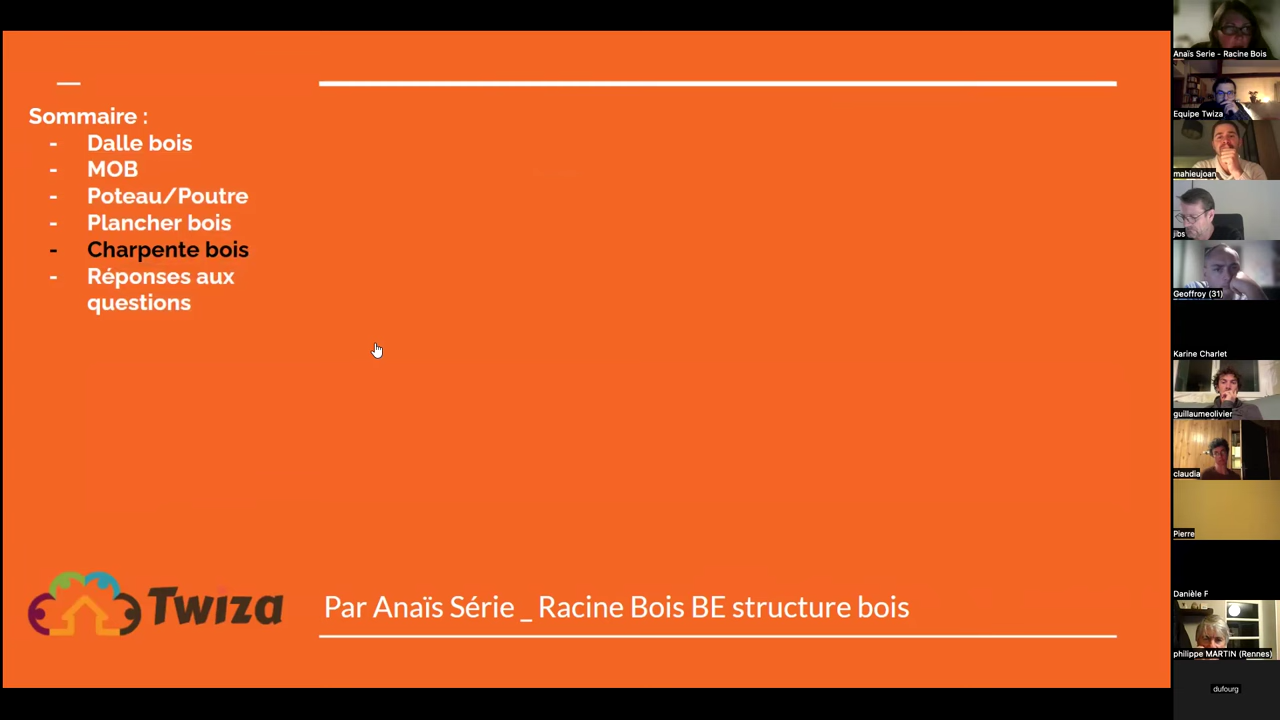 Sommaire :
- Dalle bois
- MOB
- Poteau/Poutre
- Plancher bois
- Charpente bois
- Réponses aux
questions
Twiza
Par Anaïs Série _ Racine Bois BE structure bois
Anaïs Serie - Racine Bois
Equipe Twiza
mahieujoan
jibs
Geoffroy (31)
Karine Charlet
guillaumeolivier
claudia
Pierre
Danièle F
philippe MARTIN (Rennes)
dufourg